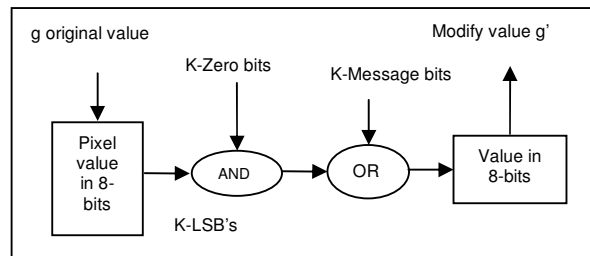 g original value
Modify value g’
K-Zero bits
K-Message bits
Pixel
value
in 8-
bits
AND
OR
Value in
8-bits
K-LSB's